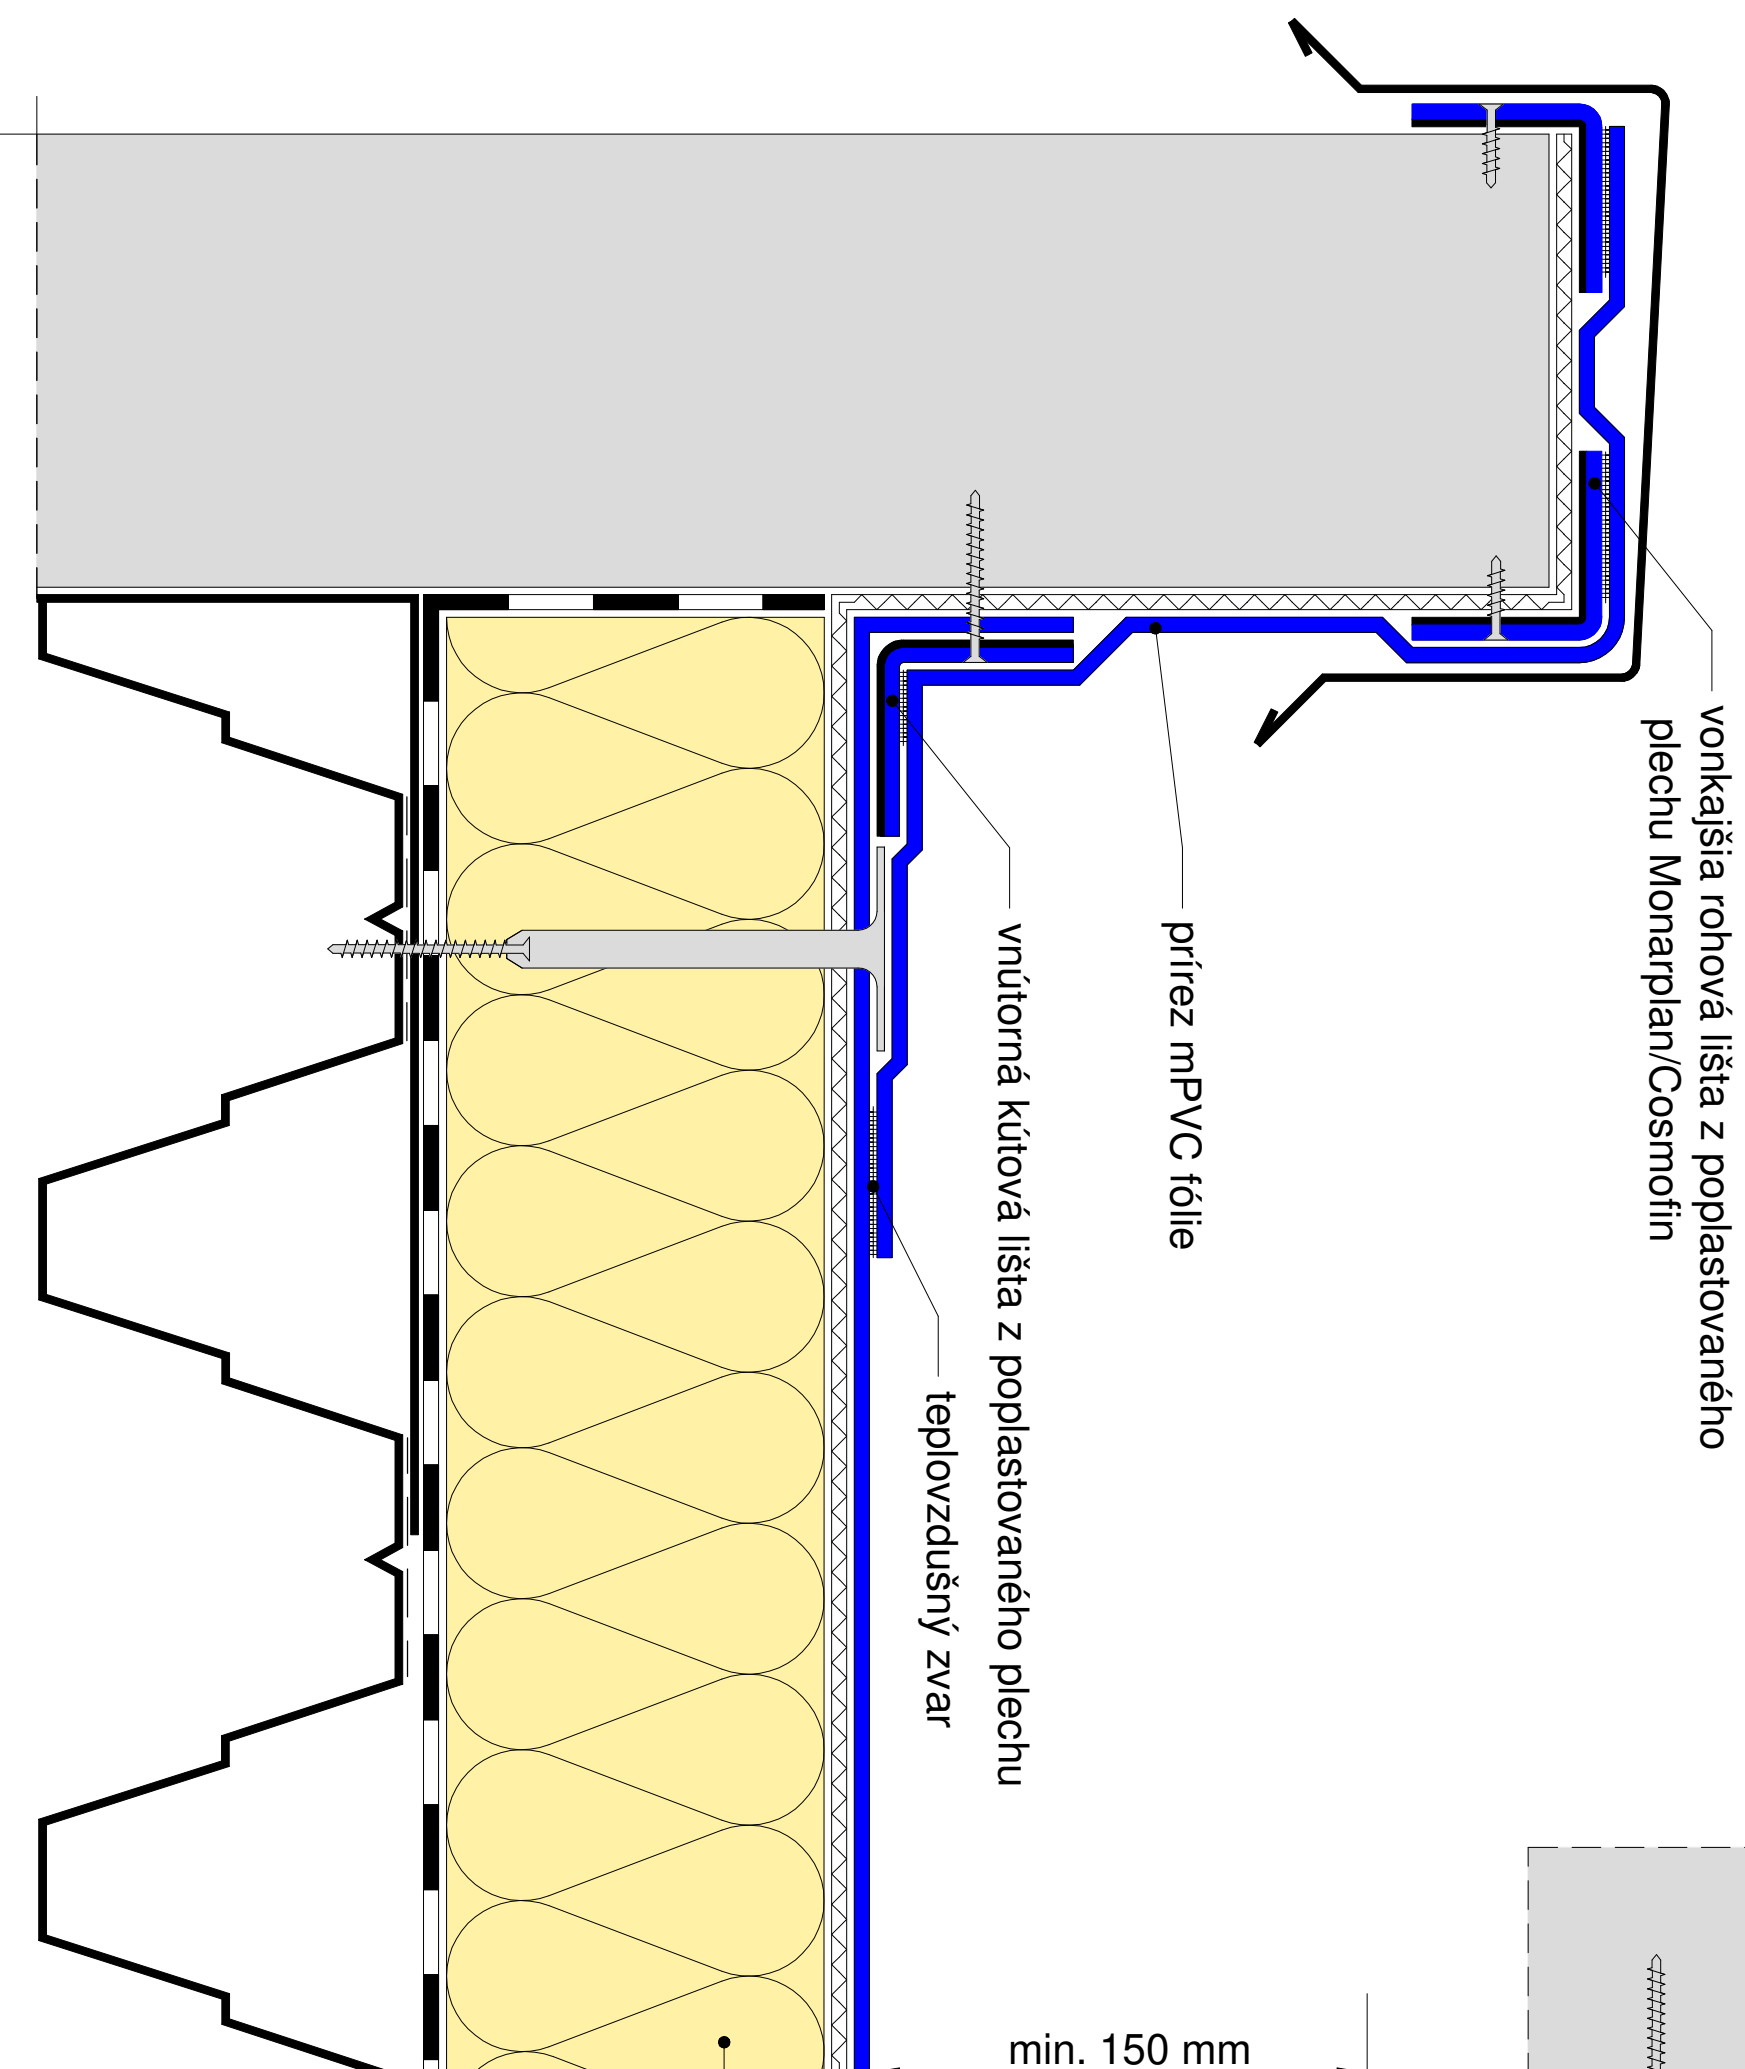 vonkajšia rohová lišta z poplastovaného
plechu Monarplan/Cosmofin
prírez mPVC fólie
vnútorná kútová lišta z poplastovaného plechu
teplovzdušný zvar
min. 150 mm